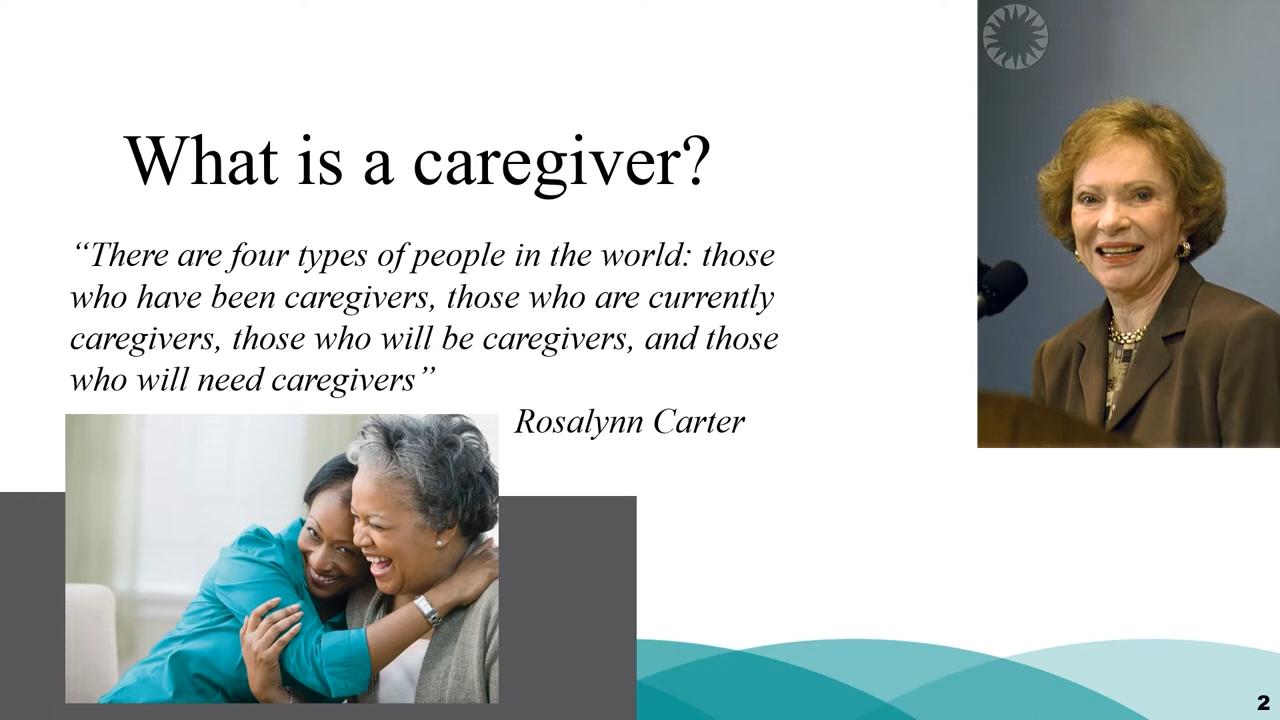 What is a caregiver?
“There are four types of people in the world: those
who have been caregivers, those who are currently
caregivers, those who will be caregivers, and those
who will need caregivers”
Rosalynn Carter
2